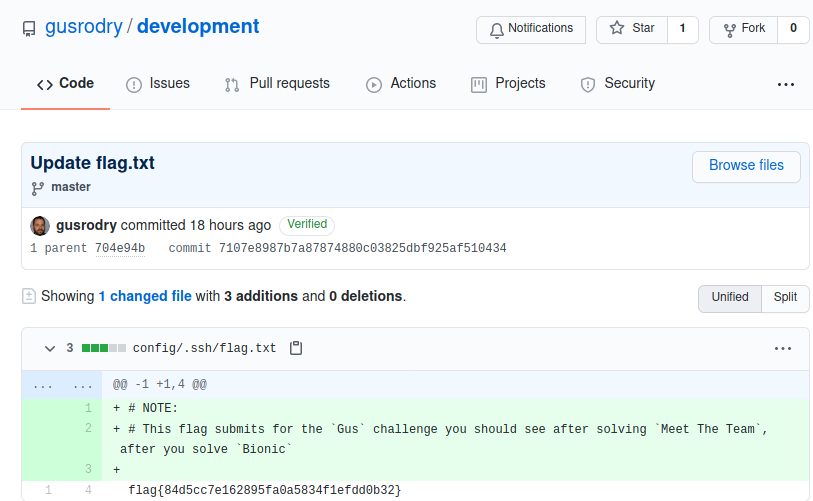 gusrodry / development
Notifications
Star 1
Fork 0
Code Issues Pull requests Actions Projects Security ...
Update flag.txt
Browse files
master
gusrodry committed 18 hours ago Verified
1 parent 704e94b commit 7107e8987b7a87874880c03825dbf925af510434
Showing 1 changed file with 3 additions and 0 deletions.
Unified Split
3 config/.ssh/flag.txt ...
... ... @@ -1 +1,4 @@
1 + # NOTE:
2 + # This flag submits for the `Gus` challenge you should see after solving `Meet The Team`,
after you solve `Bionic`
3 +
1 4 flag{84d5cc7e162895fa0a5834f1efdd0b32}